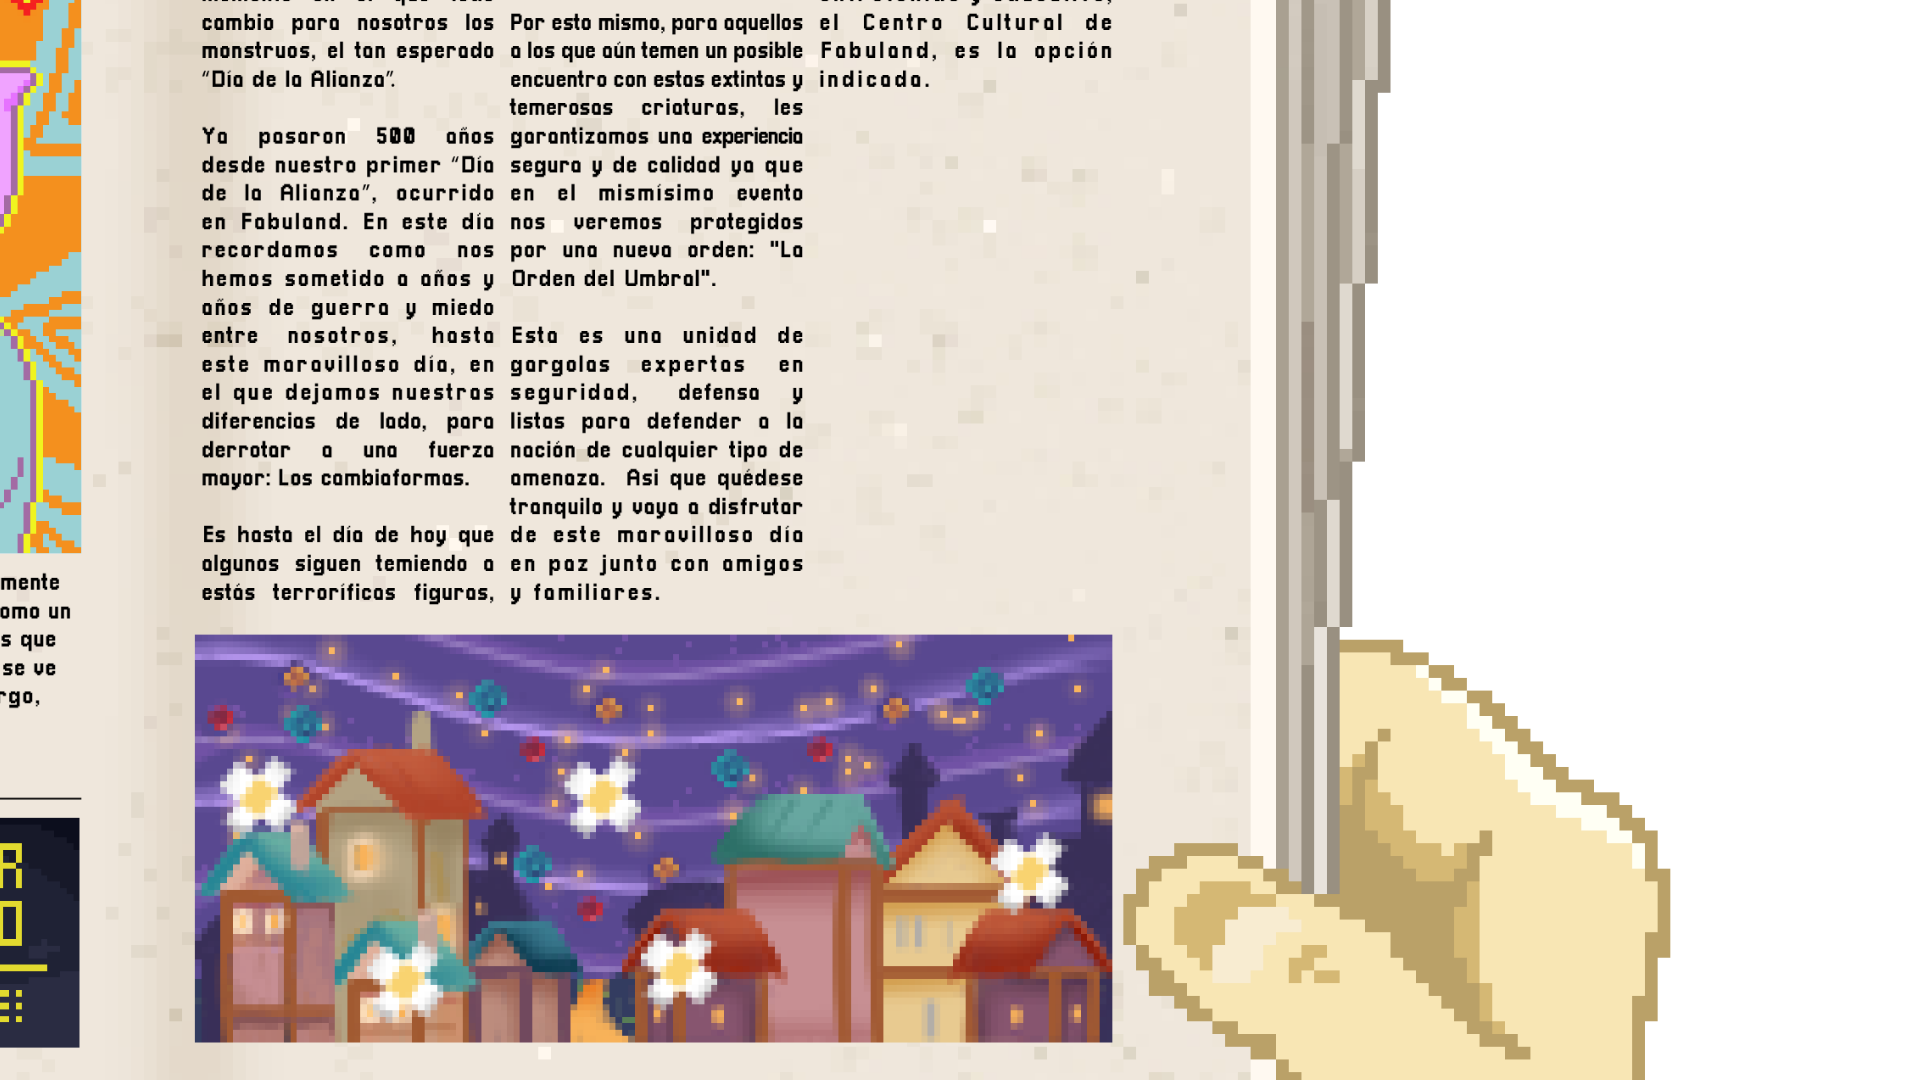 cambio para nosotros los
monstruos, el tan esperado
“Día de la Alianza”.
Ya pasaron 500 años
desde nuestro primer “Día
de la Alianza”, ocurrido
en Fabuland. En este día
recordamos como nos
hemos sometido a años y
años de guerra y miedo
entre nosotros, hasta
este maravilloso día, en
el que dejamos nuestras
diferencias de lado, para
derrotar a una fuerza
mayor: Los cambiaformas.
Es hasta el día de hoy que
algunos siguen temiendo a
estás terroríficas figuras,
Por esto mismo, para aquellos
a los que aún temen un posible
encuentro con estas extintas y
temerosas criaturas, les
garantizamos una experiencia
segura y de calidad ya que
en el mismísimo evento
nos veremos protegidos
por una nueva orden: "La
Orden del Umbral".
Esta es una unidad de
gargolas expertas en
seguridad, defensa y
listas para defender a la
nación de cualquier tipo de
amenaza. Asi que quédese
tranquilo y vaya a disfrutar
de este maravilloso día
en paz junto con amigos
y familiares.
el Centro Cultural de
Fabuland, es la opción
indicada.
mente
omo un
s que
se ve
rgo,
R
O